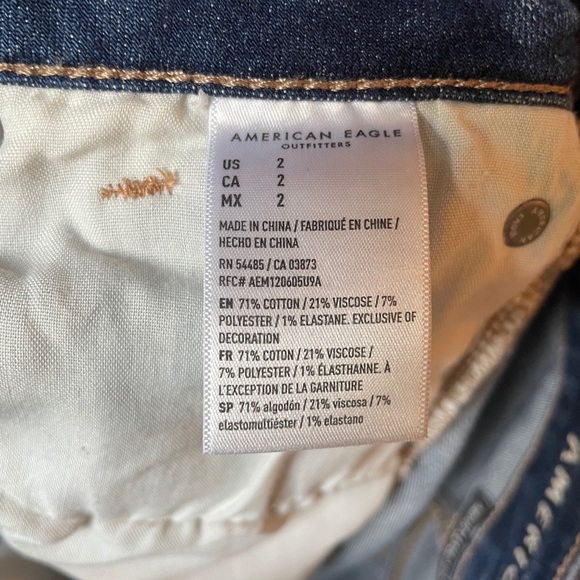 AMERICAN EAGLE
OUTFITTERS
US 2
CA 2
MX 2
MADE IN CHINA / FABRIQUÉ EN CHINE /
HECHO EN CHINA
RN 54485 / CA 03873
RFC# AEM120605U9A
EN 71% COTTON / 21% VISCOSE / 7%
POLYESTER / 1% ELASTANE. EXCLUSIVE OF
DECORATION
FR 71% COTON / 21% VISCOSE /
7% POLYESTER / 1% ÉLASTHANNE. À
L'EXCEPTION DE LA GARNITURE
SP 71% algodón / 21% viscosa / 7%
elastomultiéster / 1% elastano
AMERIC